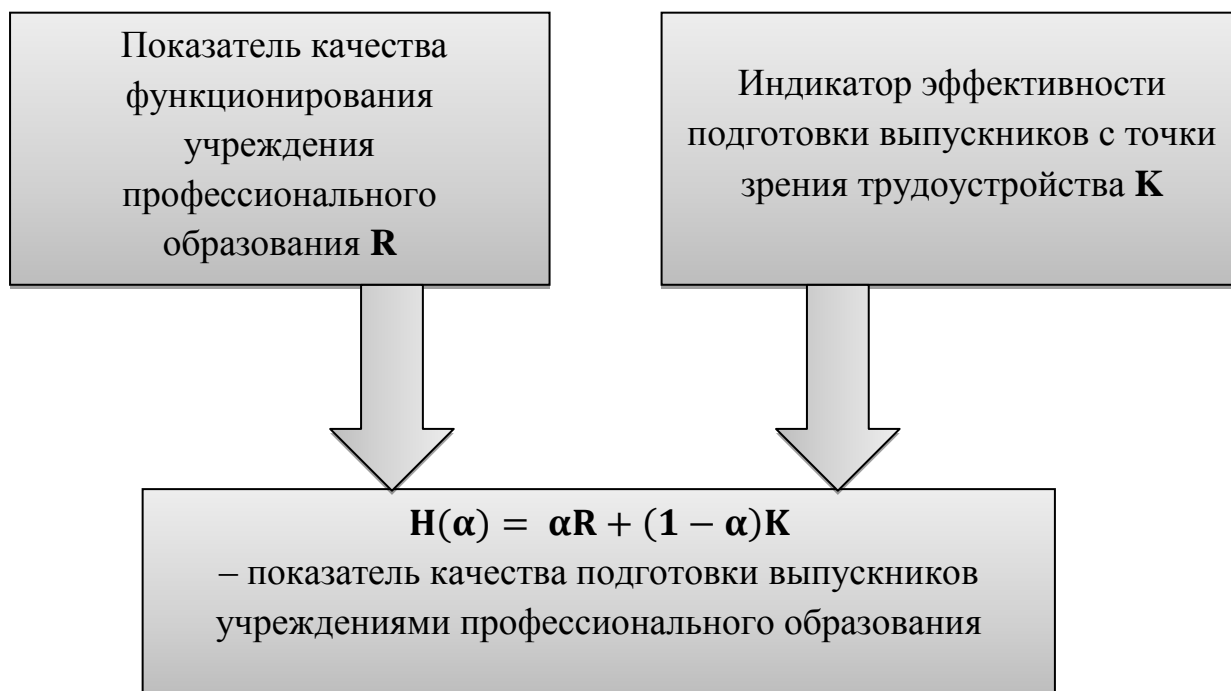 Показатель качества
функционирования
учреждения
профессионального
образования R
Индикатор эффективности
подготовки выпускников с точки
зрения трудоустройства K
H(α) = αR + (1 − α)K
– показатель качества подготовки выпускников
учреждениями профессионального образования